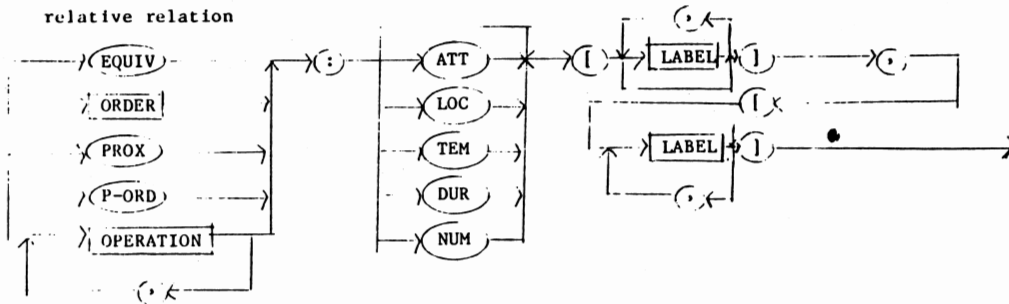 relative relation
EQUIV : ATT [ , LABEL ] ,
ORDER LOC [
PROX TEM LABEL ]
P-ORD DUR ,
OPERATION NUM
,